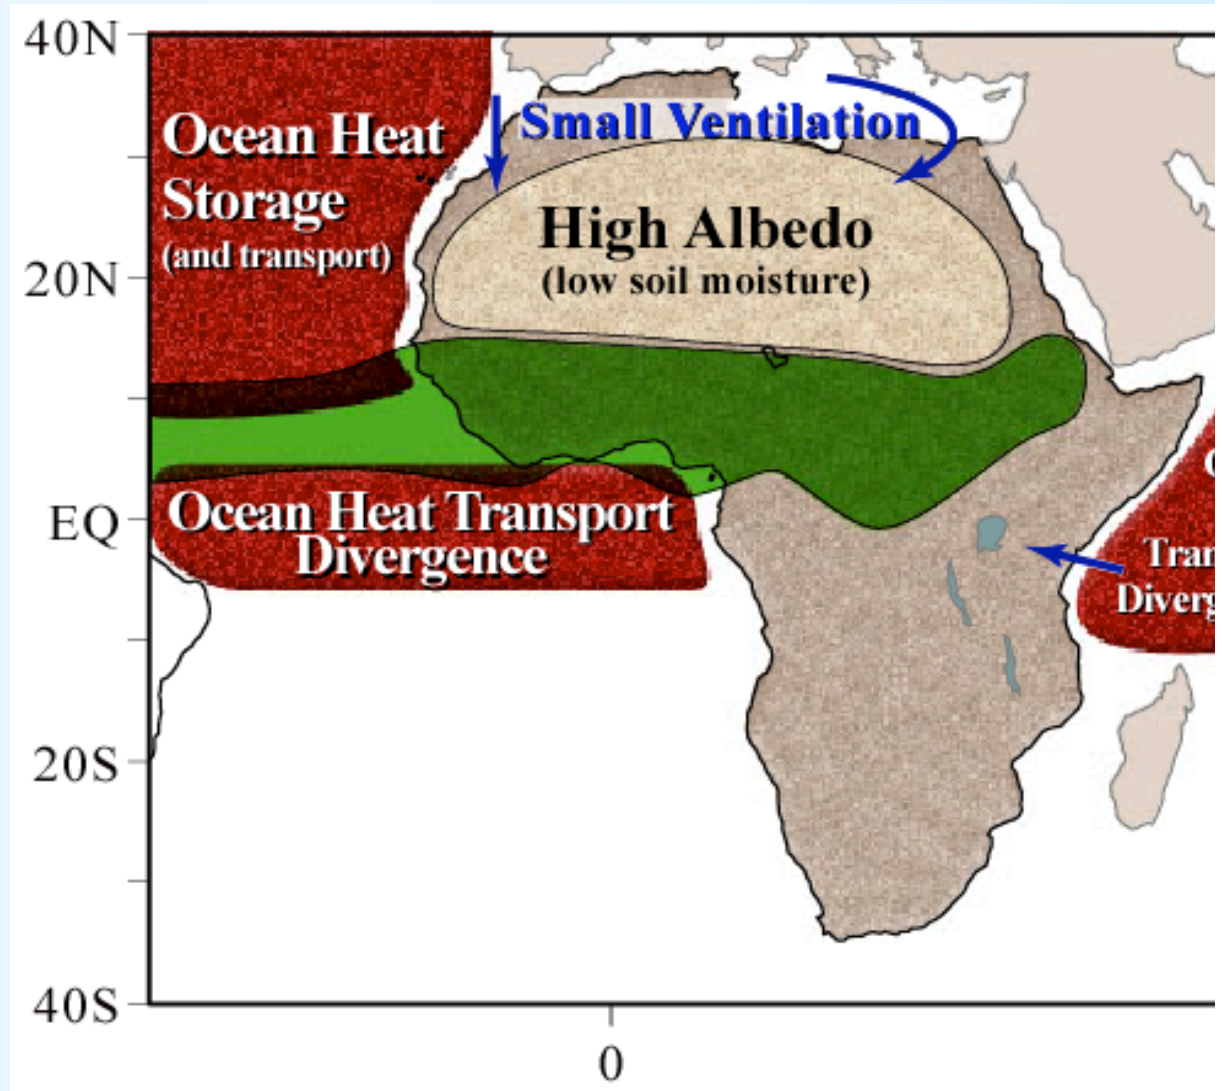 40N
Ocean Heat
Storage
(and transport)
Small Ventilation
High Albedo
(low soil moisture)
20N
EQ
Ocean Heat Transport
Divergence
20S
40S
0